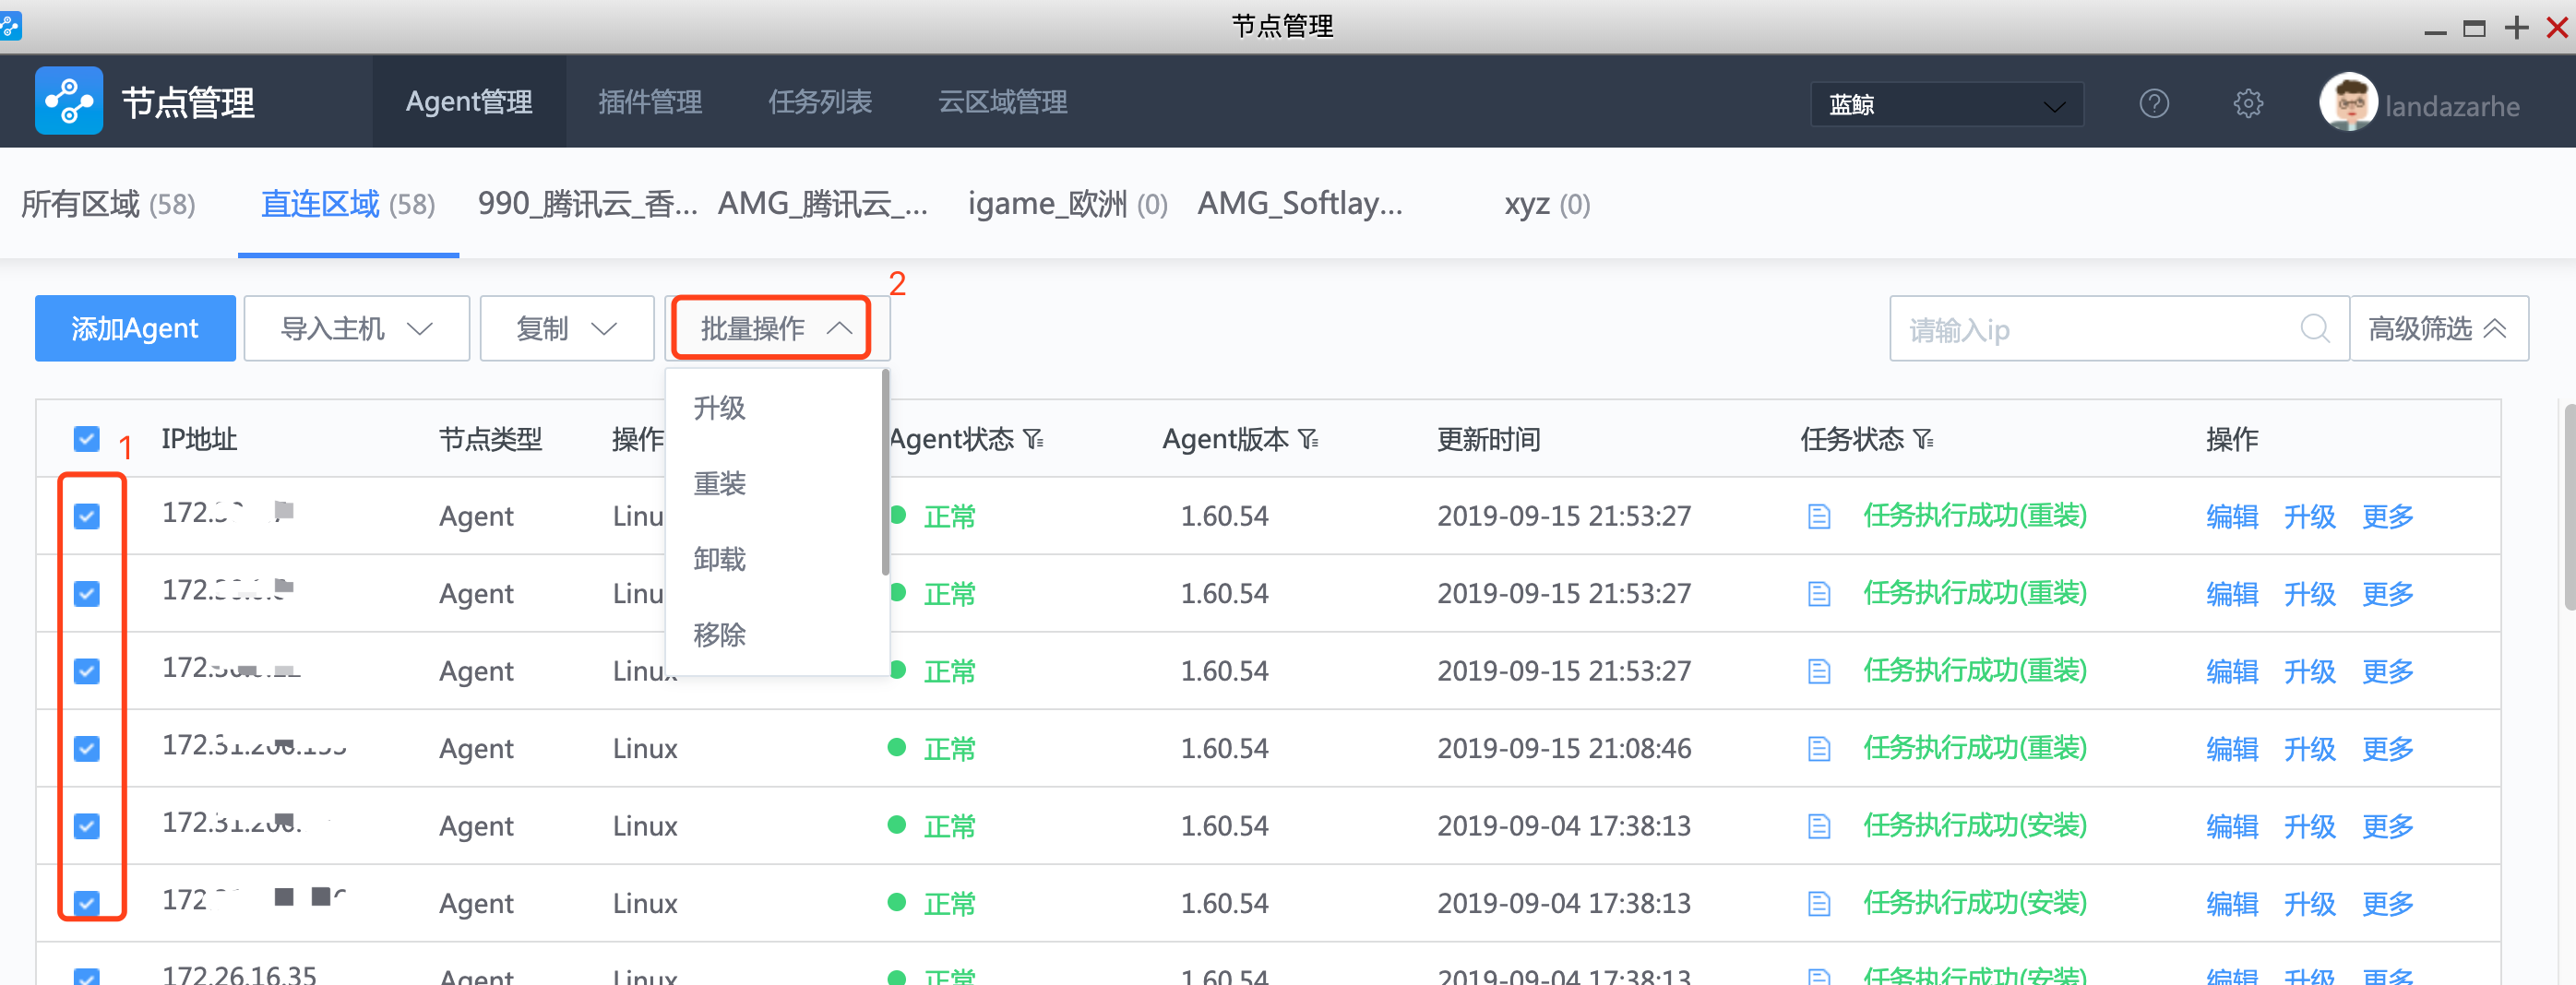 节点管理
节点管理 Agent管理 插件管理 任务列表 云区域管理 蓝鲸 landazarhe
所有区域 (58) 直连区域 (58) 990_腾讯云_香... AMG_腾讯云_... igame_欧洲 (0) AMG_Softlay... xyz (0)
2
添加Agent 导入主机 复制 批量操作 请输入ip 高级筛选
升级
重装
卸载
移除
1 IP地址 节点类型 操作 Agent状态 Agent版本 更新时间 任务状态 操作
Agent 正常 1.60.54 2019-09-15 21:53:27 任务执行成功(重装) 编辑 升级 更多
Agent 正常 1.60.54 2019-09-15 21:53:27 任务执行成功(重装) 编辑 升级 更多
Agent Linux 正常 1.60.54 2019-09-15 21:53:27 任务执行成功(重装) 编辑 升级 更多
Agent Linux 正常 1.60.54 2019-09-15 21:08:46 任务执行成功(重装) 编辑 升级 更多
Agent Linux 正常 1.60.54 2019-09-04 17:38:13 任务执行成功(安装) 编辑 升级 更多
Agent Linux 正常 1.60.54 2019-09-04 17:38:13 任务执行成功(安装) 编辑 升级 更多
172.26.16.35 Agent Linux 正常 1.60.54 2019-09-04 17:38:13 任务执行成功(安装) 编辑 升级 更多